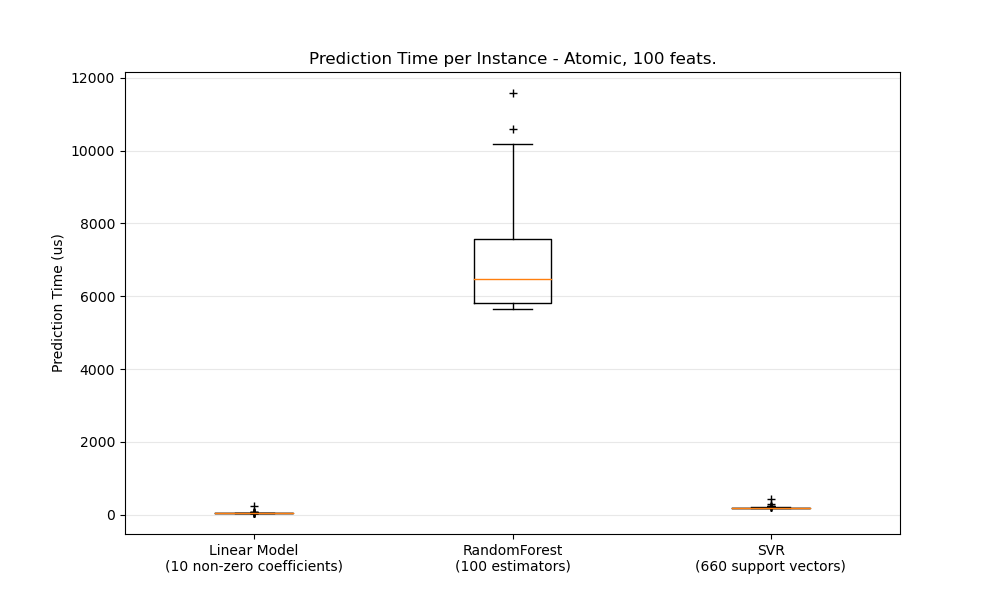 Prediction Time per Instance - Atomic, 100 feats.
12000
10000
8000
6000
4000
2000
0
Prediction Time (us)
Linear Model
(10 non-zero coefficients)
RandomForest
(100 estimators)
SVR
(660 support vectors)